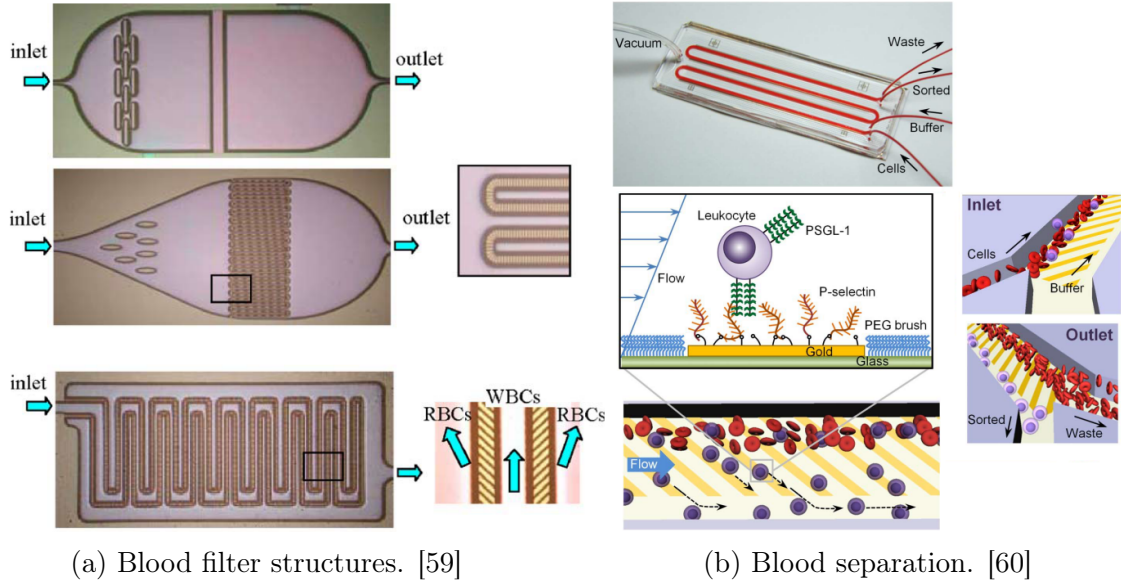 inlet
outlet
inlet
outlet
inlet
WBCs
RBCs
RBCs
(a) Blood filter structures. [59]
Vacuum
Waste
Sorted
Buffer
Cells
Leukocyte
PSGL-1
Flow
P-selectin
PEG brush
Gold
Glass
Inlet
Cells
Buffer
Outlet
Sorted
Waste
Flow
(b) Blood separation. [60]